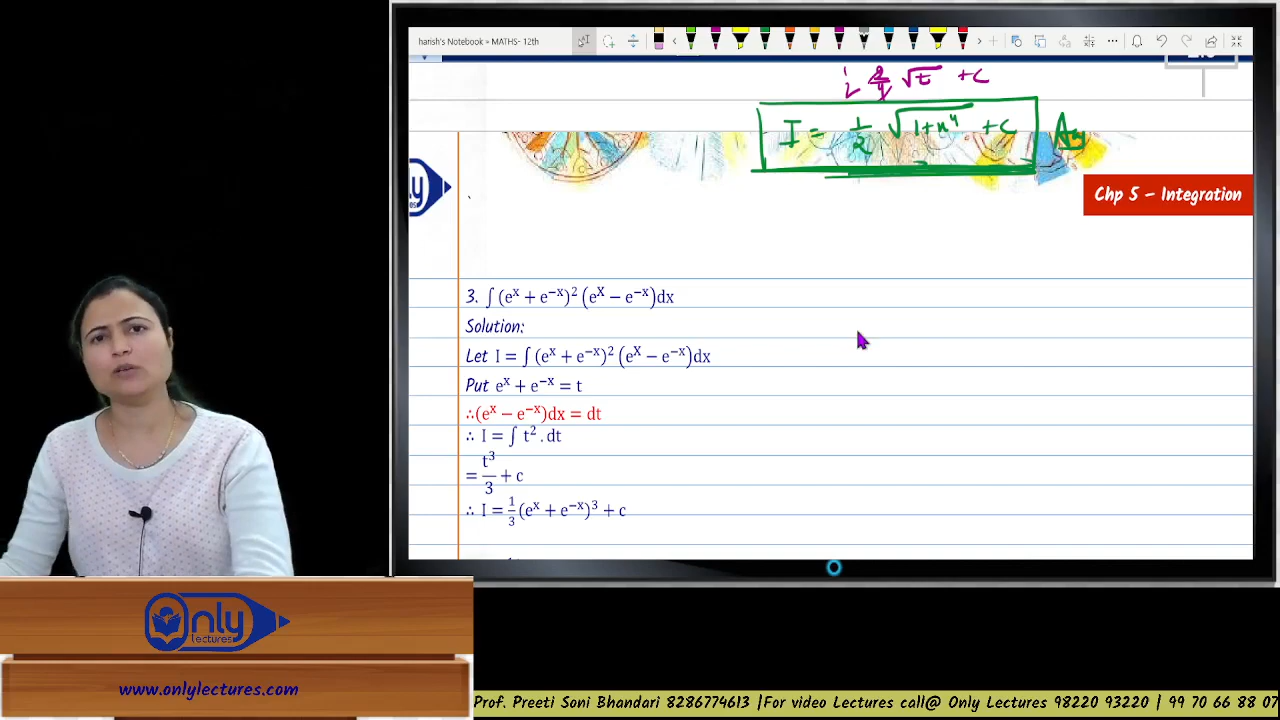 harish's Notebook » MATHS- 12th
√t + c
I = 1/2 √1+x⁴ + c
Chp 5 – Integration
3. ∫ (eˣ + e⁻ˣ)² (eˣ − e⁻ˣ)dx
Solution:
Let I = ∫ (eˣ + e⁻ˣ)² (eˣ − e⁻ˣ)dx
Put eˣ + e⁻ˣ = t
∴(eˣ − e⁻ˣ)dx = dt
∴ I = ∫ t² . dt
= t³/3 + c
∴ I = 1/3 (eˣ + e⁻ˣ)³ + c
Only
lectures
www.onlylectures.com
Prof. Preeti Soni Bhandari 8286774613 |For video Lectures call@ Only Lectures 98220 93220 | 99 70 66 88 07